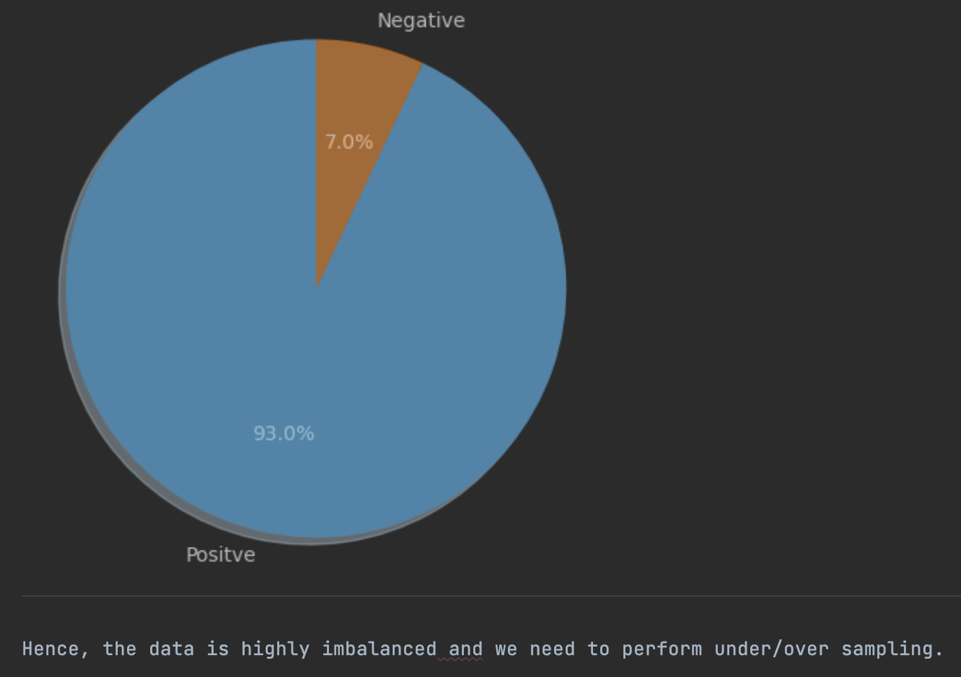 Negative
7.0%
93.0%
Positve
Hence, the data is highly imbalanced and we need to perform under/over sampling.